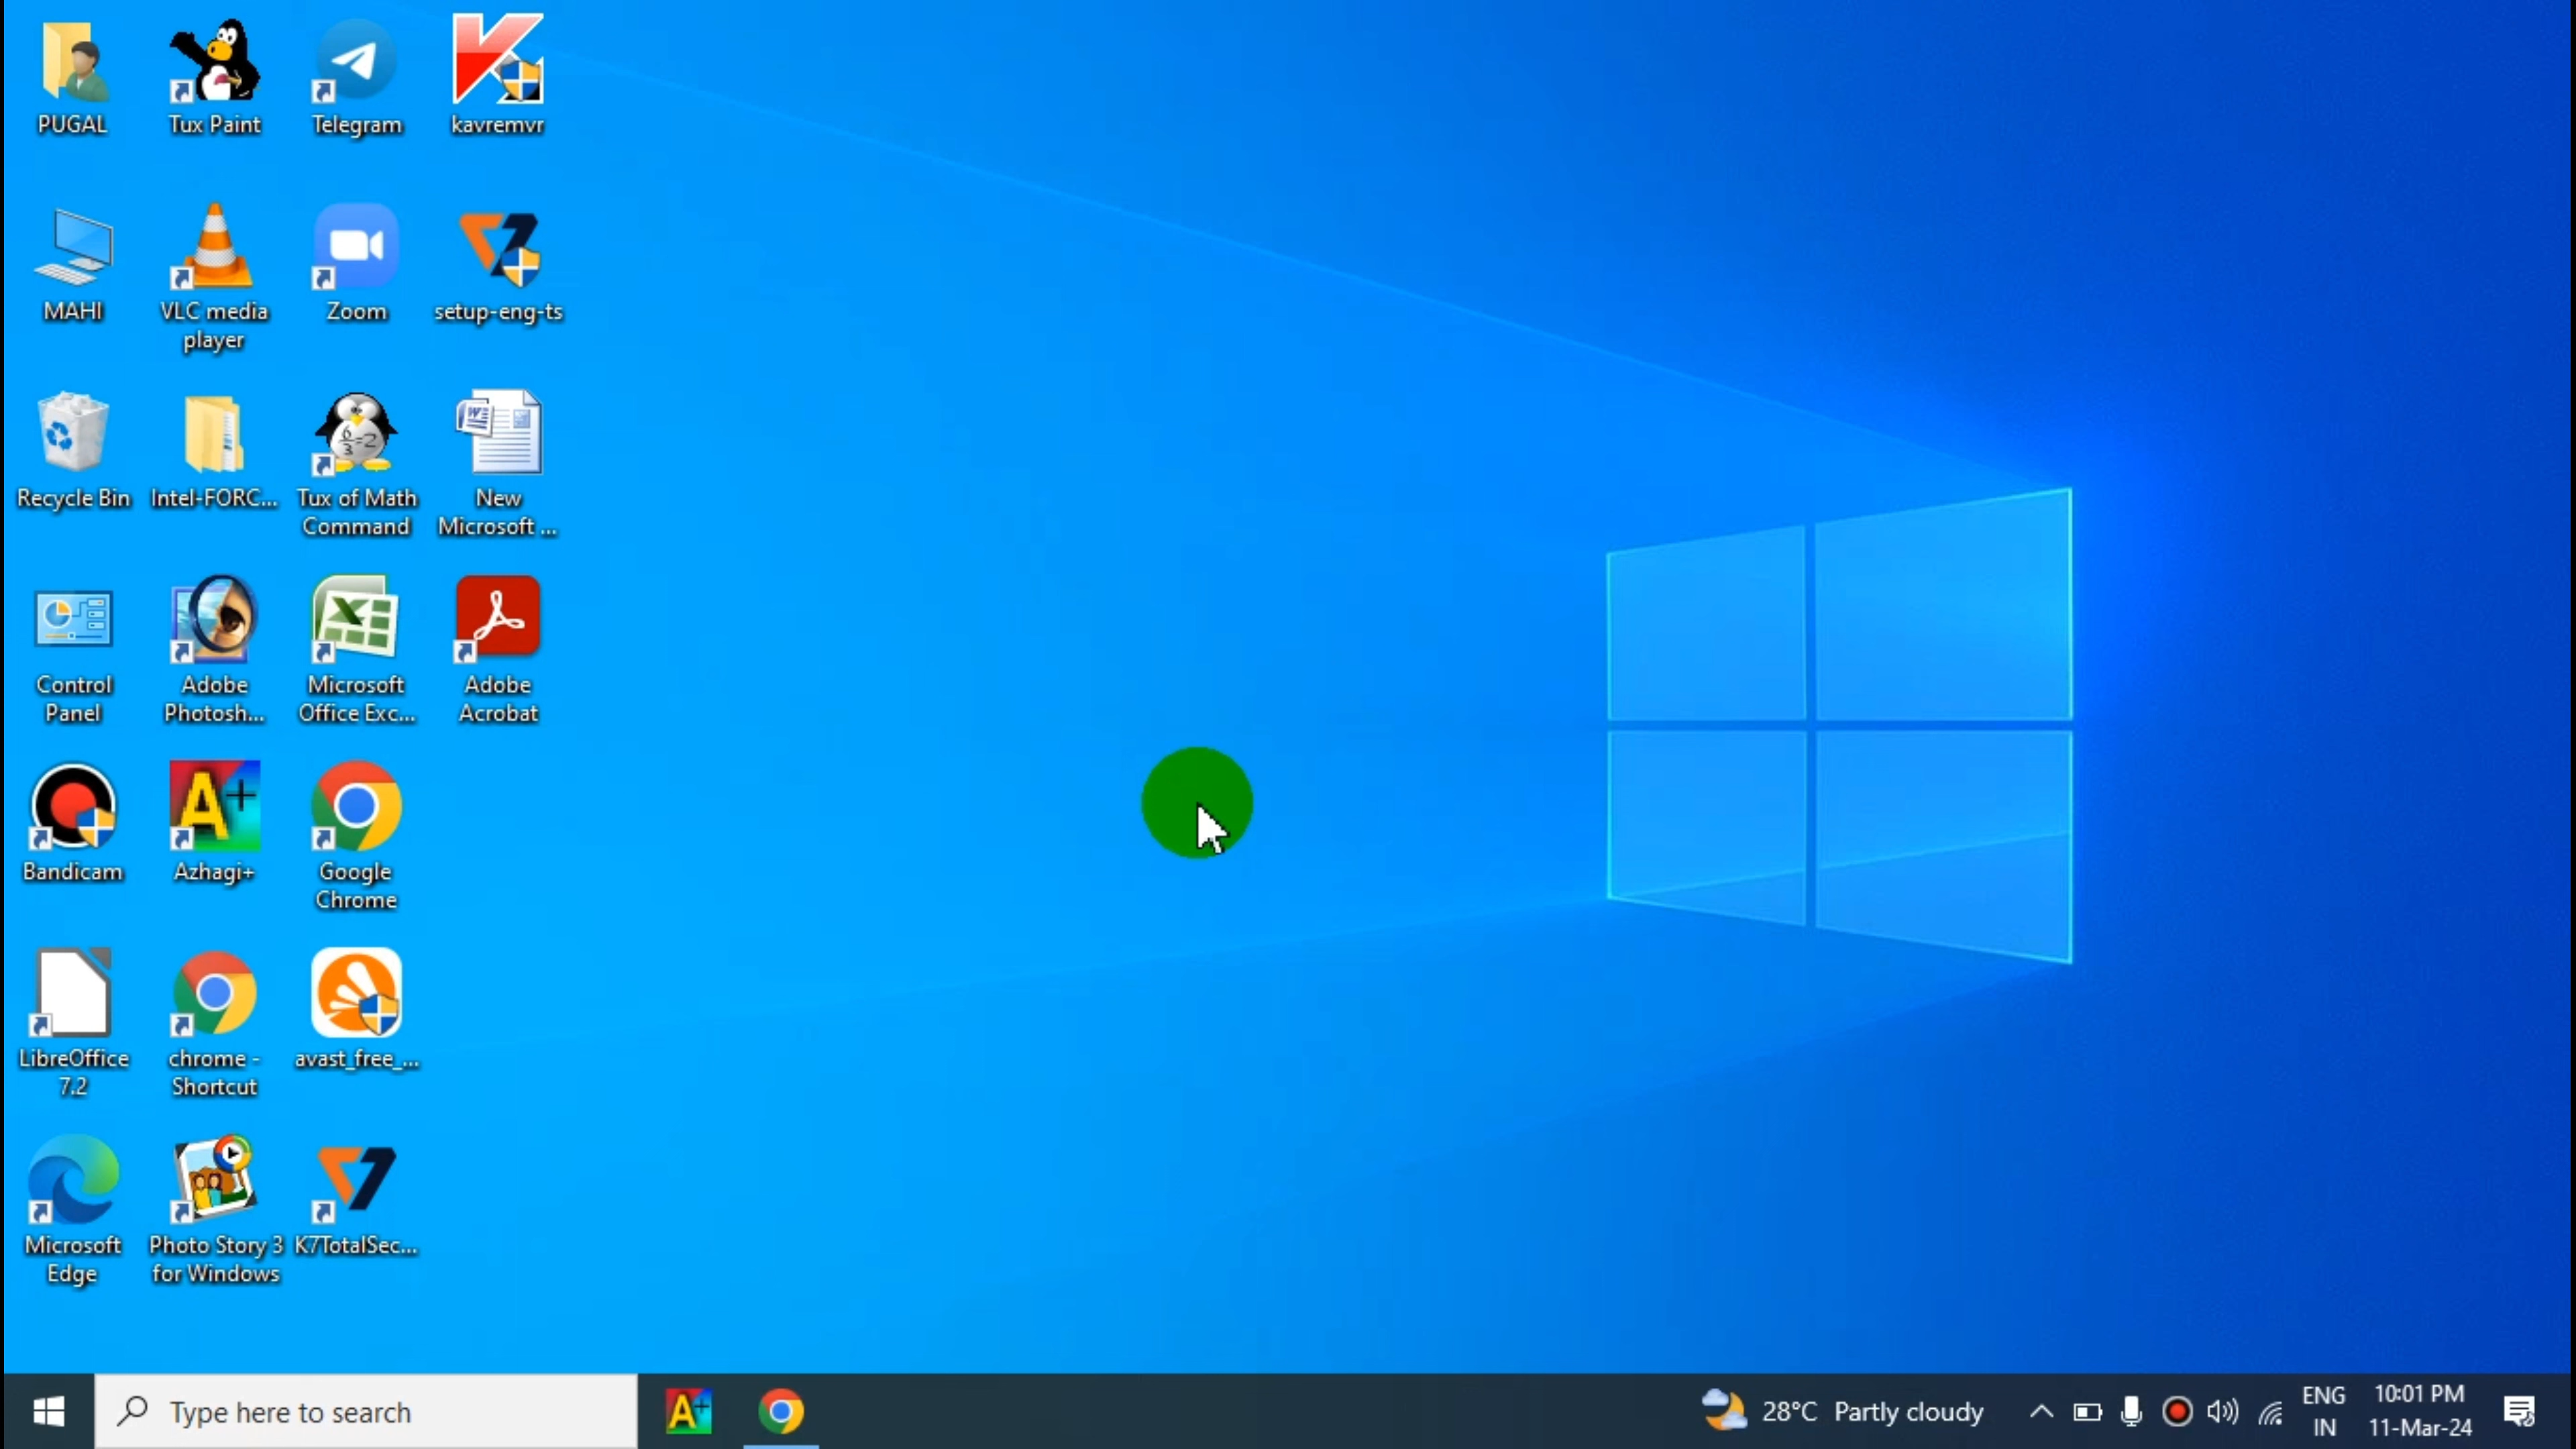 PUGAL
Tux Paint
Telegram
kavremvr
MAHI
VLC media
player
Zoom
setup-eng-ts
Recycle Bin
Intel-FORC...
Tux of Math
Command
New
Microsoft ...
Control
Panel
Adobe
Photosh...
Microsoft
Office Exc...
Adobe
Acrobat
Bandicam
Azhagi+
Google
Chrome
LibreOffice
7.2
chrome -
Shortcut
avast_free_...
Microsoft
Edge
Photo Story 3
for Windows
K7TotalSec...
Type here to search
28°C Partly cloudy
ENG
IN
10:01 PM
11-Mar-24